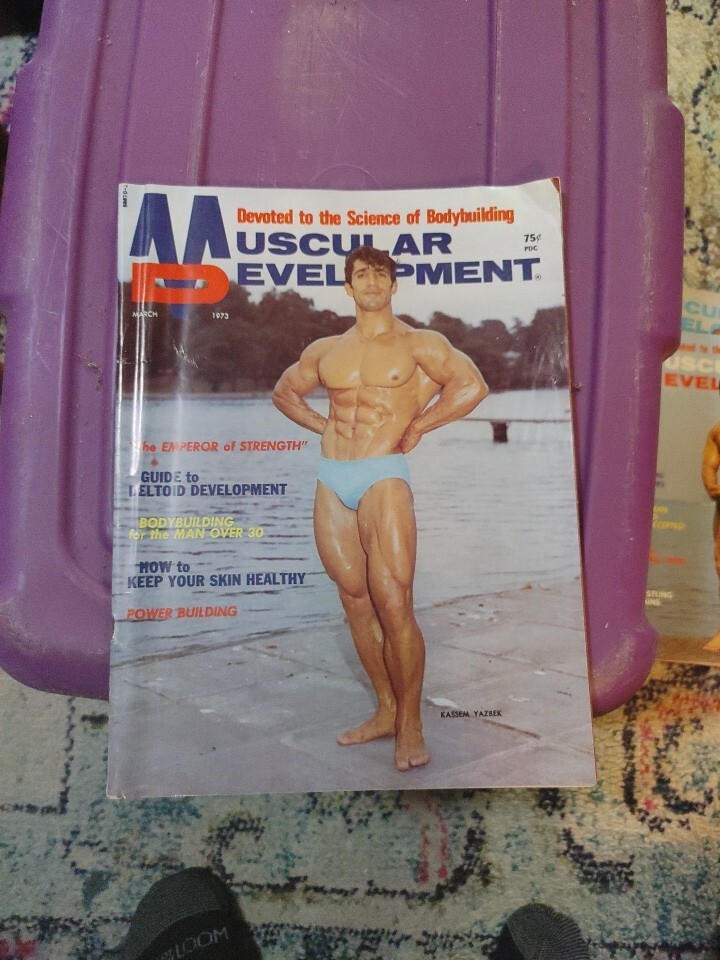 Devoted to the Science of Bodybuilding
MUSCULAR
DEVELOPMENT
75¢
PDC
MARCH 1973
"The EMPEROR of STRENGTH"
GUIDE to
DELTOID DEVELOPMENT
BODYBUILDING
for the MAN OVER 30
HOW to
KEEP YOUR SKIN HEALTHY
POWER BUILDING
KASSEM YAZBEK
LOOM